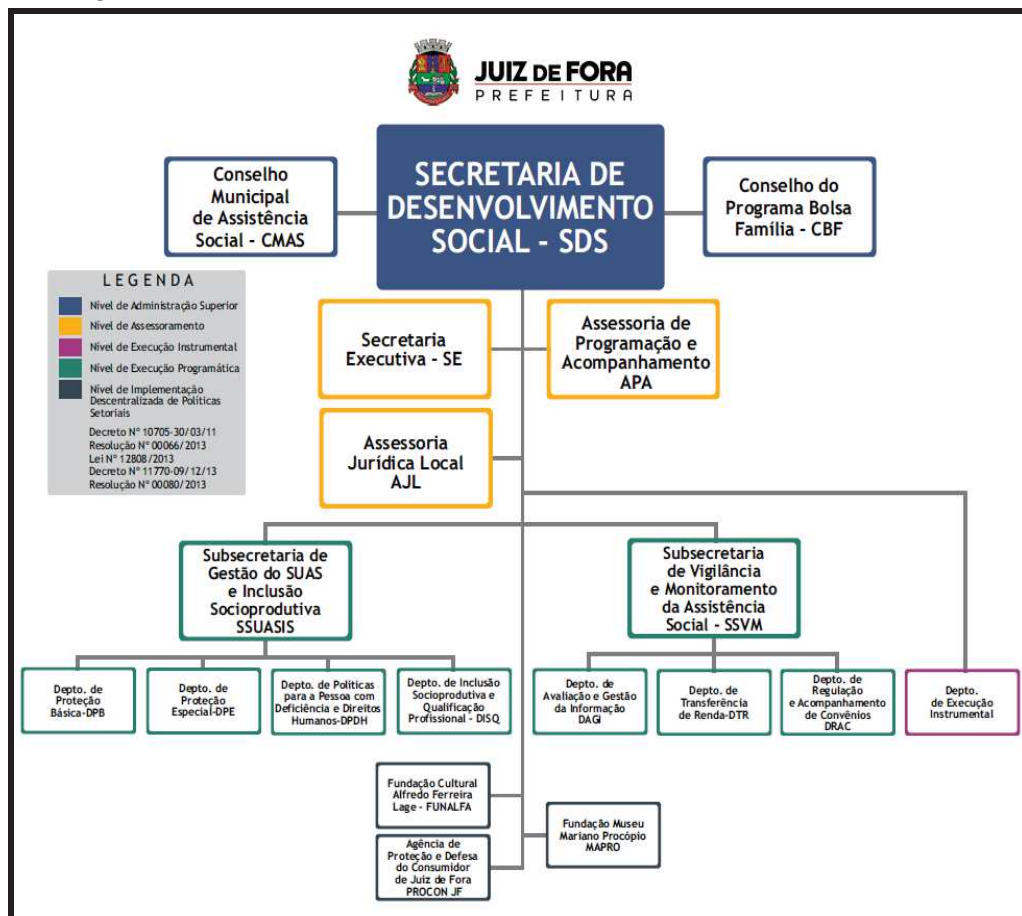 JUIZ DE FORA
PREFEITURA
SECRETARIA DE
DESENVOLVIMENTO
SOCIAL - SDS
Conselho
Municipal
de Assistência
Social - CMAS
Conselho do
Programa Bolsa
Família - CBF
LEGENDA
Nível de Administração Superior
Nível de Assessoramento
Nível de Execução Instrumental
Nível de Execução Programática
Nível de Implementação
Descentralizada de Políticas
Setoriais
Decreto Nº 10705-30/03/11
Resolução Nº 00066/2013
Lei Nº 12808/2013
Decreto Nº 11770-09/12/13
Resolução Nº 00080/2013
Secretaria
Executiva - SE
Assessoria de
Programação e
Acompanhamento
APA
Assessoria
Jurídica Local
AJL
Subsecretaria de
Gestão do SUAS
e Inclusão
Socioprodutiva
SSUASIS
Subsecretaria
de Vigilância
e Monitoramento
da Assistência
Social - SSVM
Depto. de
Proteção
Básica-DPB
Depto. de
Proteção
Especial-DPE
Depto. de Políticas
para a Pessoa com
Deficiência e Direitos
Humanos-DPDH
Depto. de Inclusão
Socioprodutiva e
Qualificação
Profissional - DISQ
Depto. de
Avaliação e Gestão
da Informação
DAGI
Depto. de
Transferência
de Renda-DTR
Depto. de
Regulação
e Acompanhamento
de Convênios
DRAC
Depto.
de Execução
Instrumental
Fundação Cultural
Alfredo Ferreira
Lage - FUNALFA
Fundação Museu
Mariano Procópio
MAPRO
Agência de
Proteção e Defesa
do Consumidor
de Juiz de Fora
PROCON JF